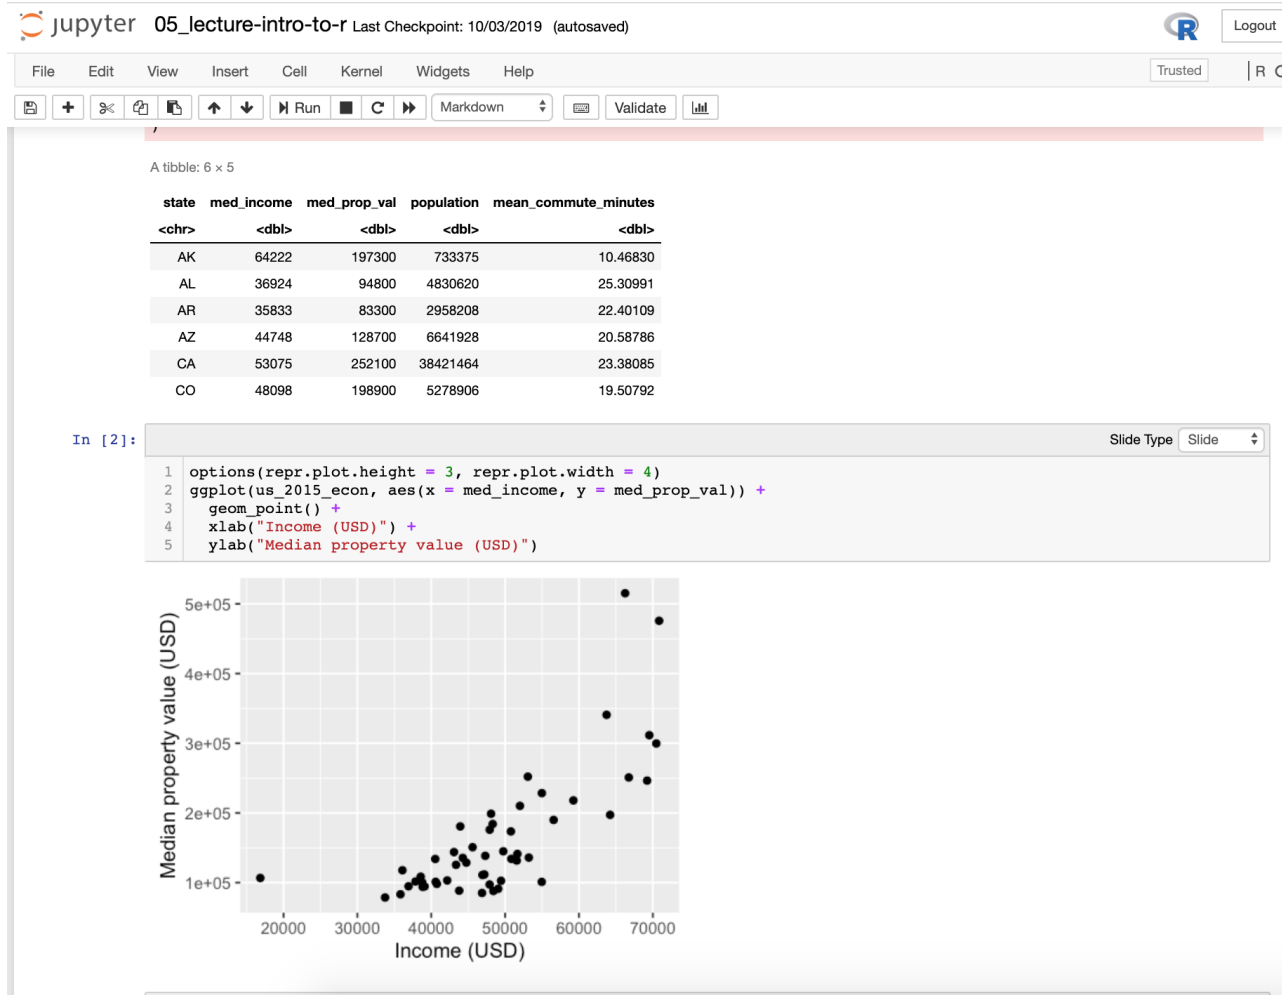 jupyter 05_lecture-intro-to-r Last Checkpoint: 10/03/2019 (autosaved) R Logout
File Edit View Insert Cell Kernel Widgets Help Trusted R
Run Markdown Validate
A tibble: 6 × 5
state med_income med_prop_val population mean_commute_minutes
<chr> <dbl> <dbl> <dbl> <dbl>
AK 64222 197300 733375 10.46830
AL 36924 94800 4830620 25.30991
AR 35833 83300 2958208 22.40109
AZ 44748 128700 6641928 20.58786
CA 53075 252100 38421464 23.38085
CO 48098 198900 5278906 19.50792
In [2]: Slide Type Slide
1 options(repr.plot.height = 3, repr.plot.width = 4)
2 ggplot(us_2015_econ, aes(x = med_income, y = med_prop_val)) +
3 geom_point() +
4 xlab("Income (USD)") +
5 ylab("Median property value (USD)")
Median property value (USD)
5e+05
4e+05
3e+05
2e+05
1e+05
20000 30000 40000 50000 60000 70000
Income (USD)